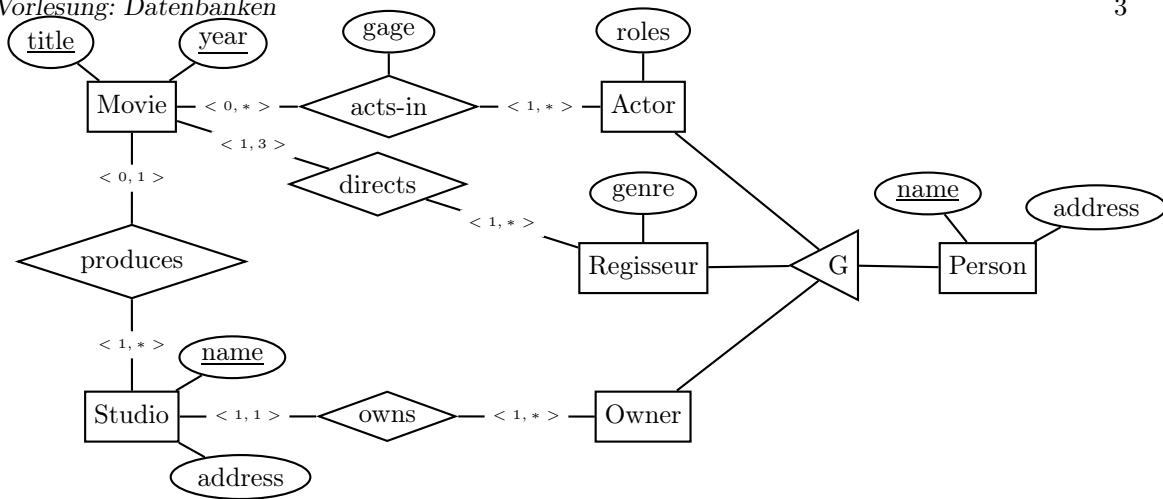 Vorlesung: Datenbanken 3
title year gage roles
Movie < 0, * > acts-in < 1, * > Actor
< 1, 3 >
< 0, 1 > directs genre name address
< 1, * >
produces Regisseur G Person
< 1, * > name
Studio < 1, 1 > owns < 1, * > Owner
address